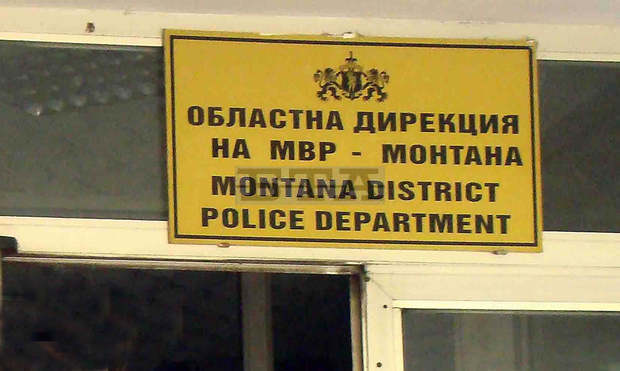 ОБЛАСТНА ДИРЕКЦИЯ
НА МВР - МОНТАНА
MONTANA DISTRICT
POLICE DEPARTMENT